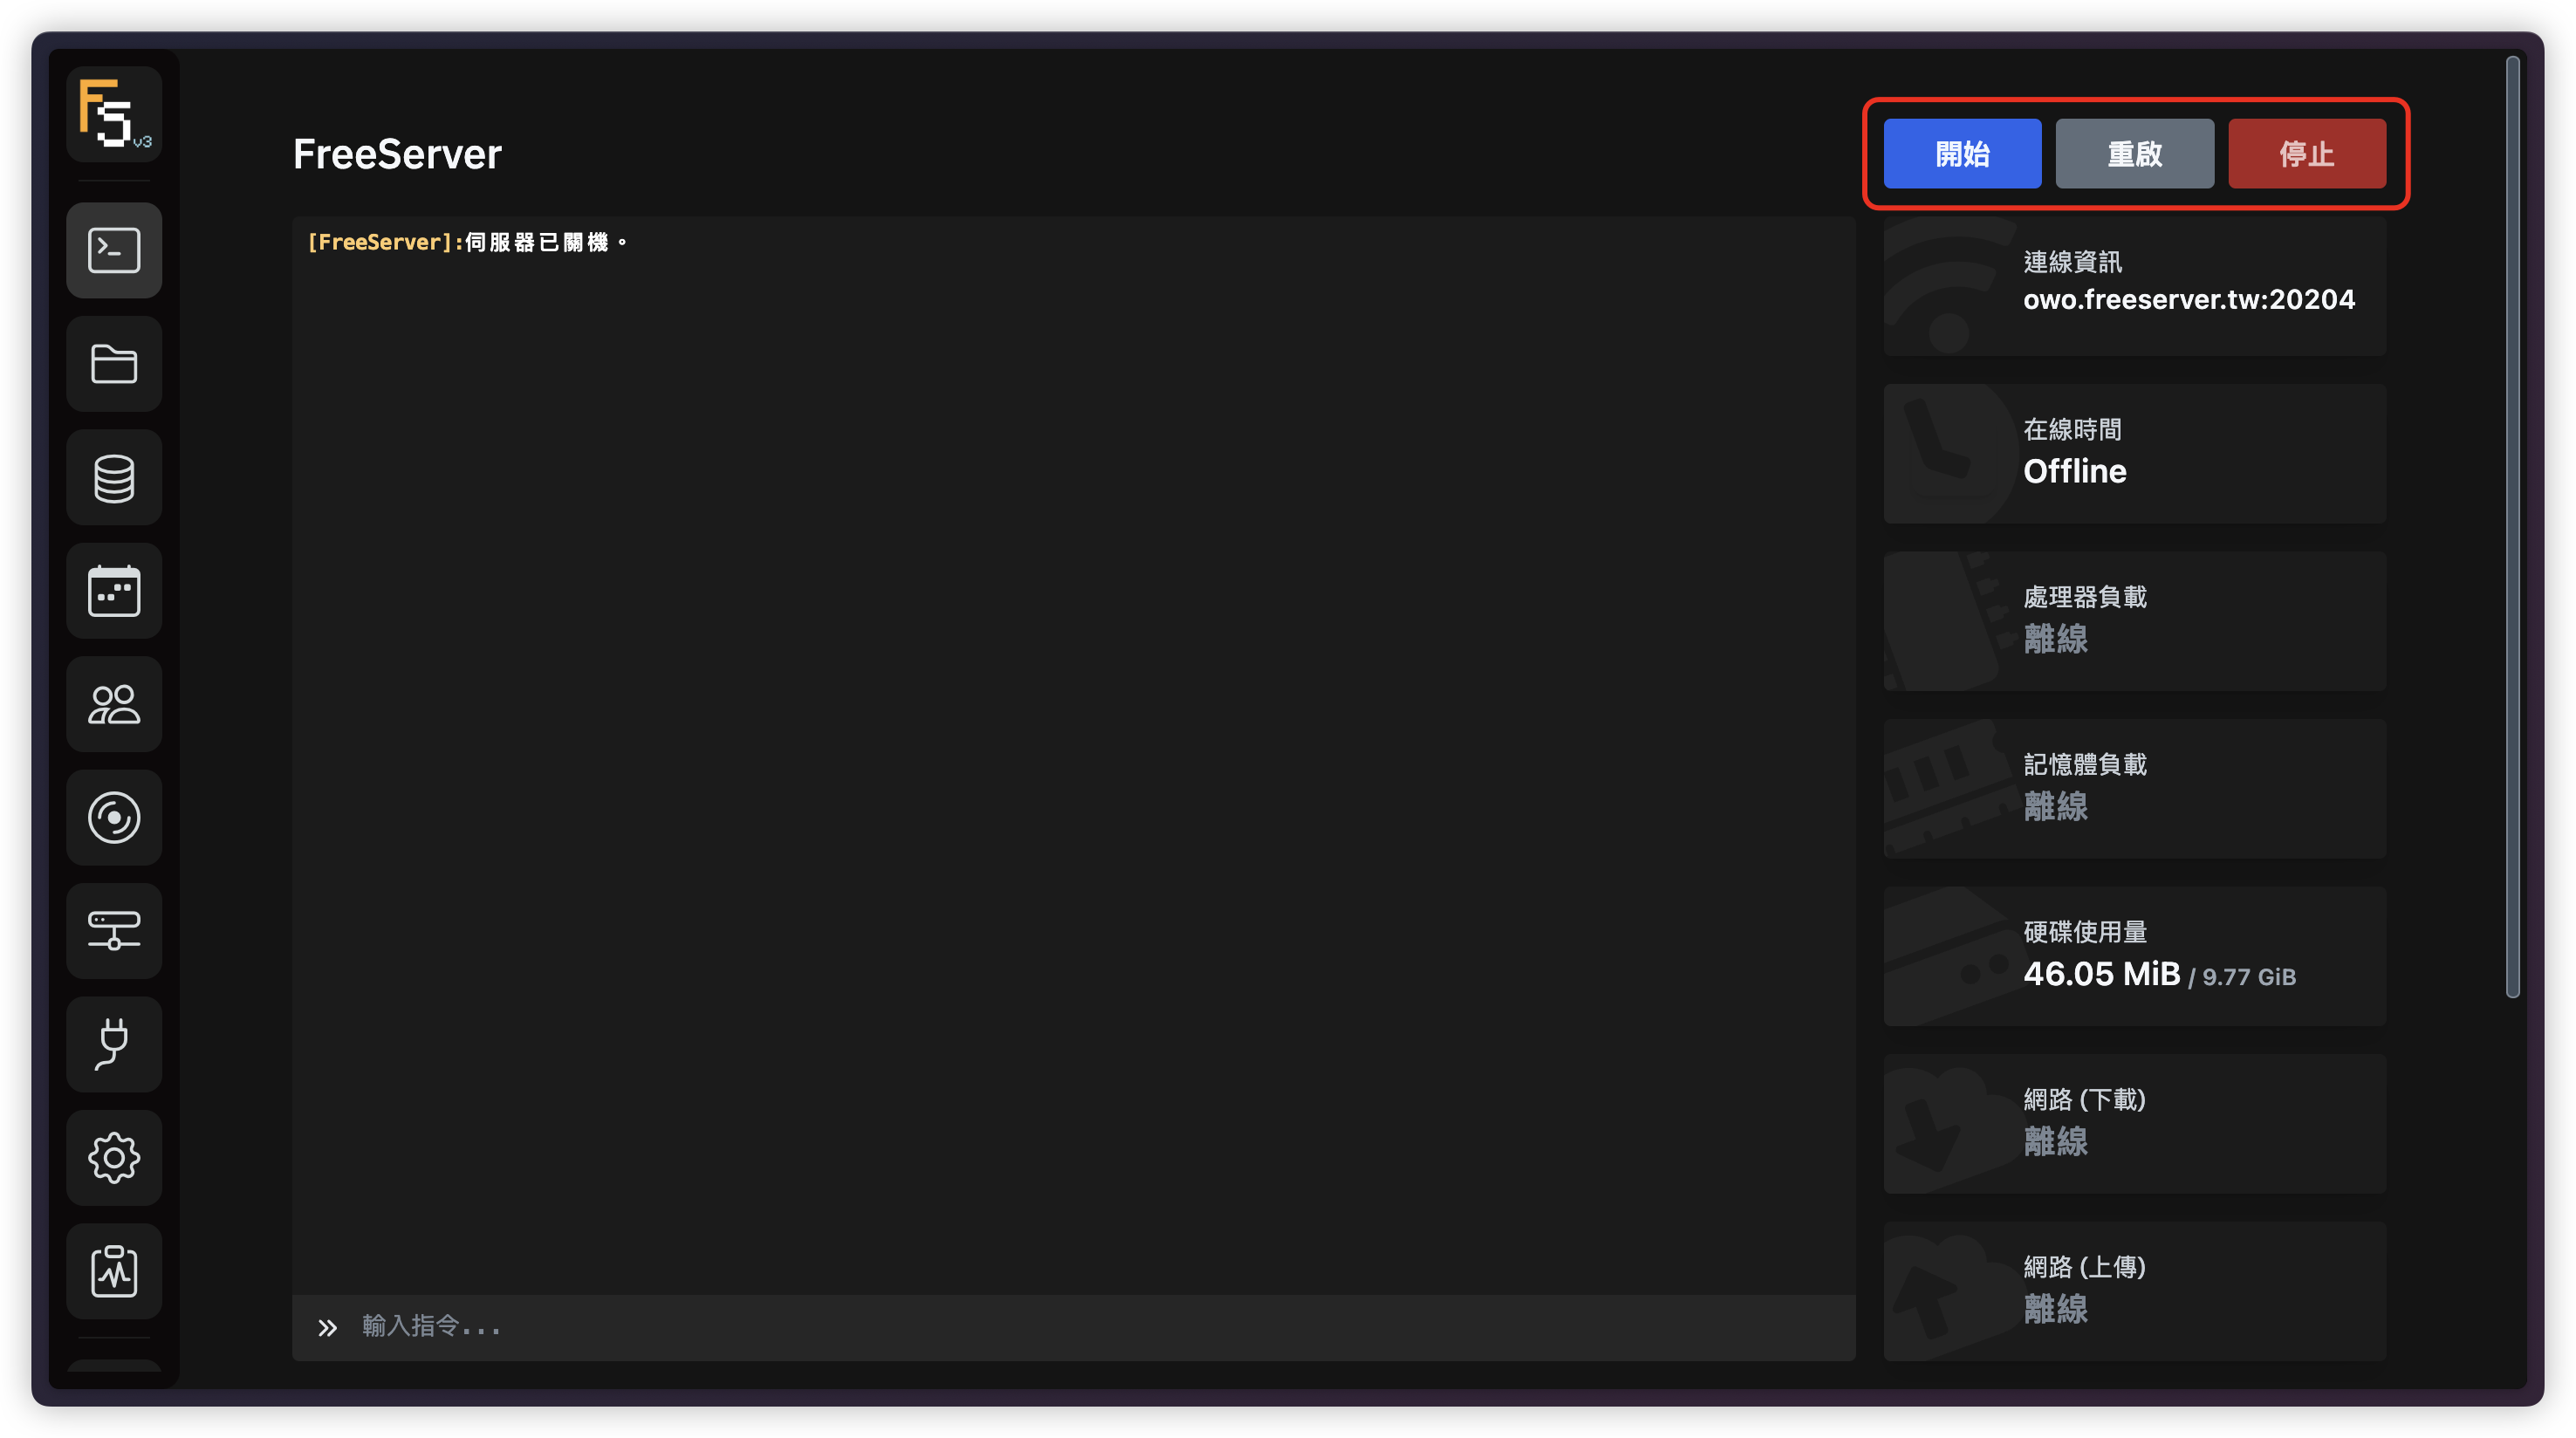 FS v3
FreeServer
開始
重啟
停止
[FreeServer]:伺服器已關機。
連線資訊
owo.freeserver.tw:20204
在線時間
Offline
處理器負載
離線
記憶體負載
離線
硬碟使用量
46.05 MiB / 9.77 GiB
網路 (下載)
離線
網路 (上傳)
離線
輸入指令...